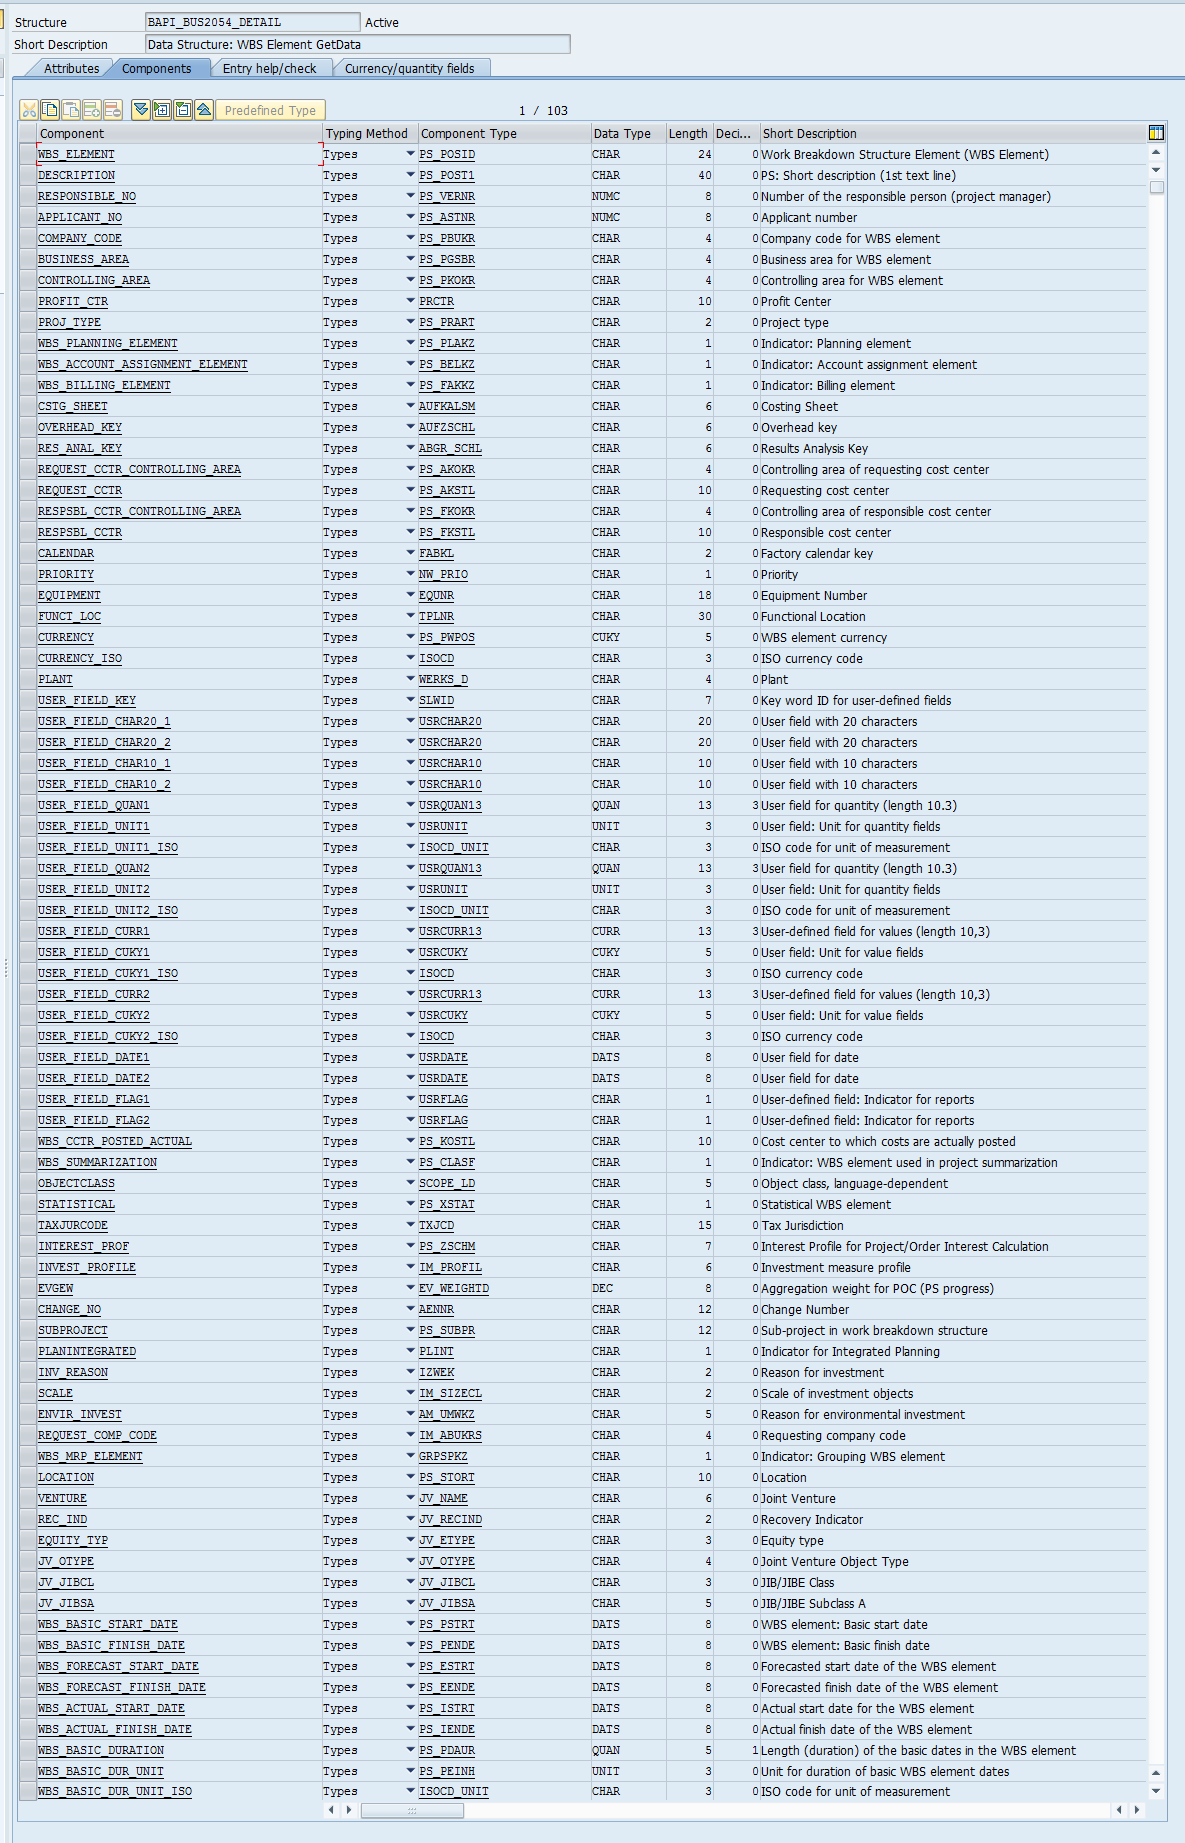 Structure BAPI_BUS2054_DETAIL Active
Short Description Data Structure: WBS Element GetData
Attributes Components Entry help/check Currency/quantity fields
Predefined Type 1 / 103
Component Typing Method Component Type Data Type Length Deci... Short Description
WBS_ELEMENT Types PS_POSID CHAR 24 0 Work Breakdown Structure Element (WBS Element)
DESCRIPTION Types PS_POST1 CHAR 40 0 PS: Short description (1st text line)
RESPONSIBLE_NO Types PS_VERNR NUMC 8 0 Number of the responsible person (project manager)
APPLICANT_NO Types PS_ASTNR NUMC 8 0 Applicant number
COMPANY_CODE Types PS_PBUKR CHAR 4 0 Company code for WBS element
BUSINESS_AREA Types PS_PGSBR CHAR 4 0 Business area for WBS element
CONTROLLING_AREA Types PS_PKOKR CHAR 4 0 Controlling area for WBS element
PROFIT_CTR Types PRCTR CHAR 10 0 Profit Center
PROJ_TYPE Types PS_PRART CHAR 2 0 Project type
WBS_PLANNING_ELEMENT Types PS_PLAKZ CHAR 1 0 Indicator: Planning element
WBS_ACCOUNT_ASSIGNMENT_ELEMENT Types PS_BELKZ CHAR 1 0 Indicator: Account assignment element
WBS_BILLING_ELEMENT Types PS_FAKKZ CHAR 1 0 Indicator: Billing element
CSTG_SHEET Types AUFKALSM CHAR 6 0 Costing Sheet
OVERHEAD_KEY Types AUFZSCHL CHAR 6 0 Overhead key
RES_ANAL_KEY Types ABGR_SCHL CHAR 6 0 Results Analysis Key
REQUEST_CCTR_CONTROLLING_AREA Types PS_AKOKR CHAR 4 0 Controlling area of requesting cost center
REQUEST_CCTR Types PS_AKSTL CHAR 10 0 Requesting cost center
RESPSBL_CCTR_CONTROLLING_AREA Types PS_FKOKR CHAR 4 0 Controlling area of responsible cost center
RESPSBL_CCTR Types PS_FKSTL CHAR 10 0 Responsible cost center
CALENDAR Types FABKL CHAR 2 0 Factory calendar key
PRIORITY Types NW_PRIO CHAR 1 0 Priority
EQUIPMENT Types EQUNR CHAR 18 0 Equipment Number
FUNCT_LOC Types TPLNR CHAR 30 0 Functional Location
CURRENCY Types PS_PWPOS CUKY 5 0 WBS element currency
CURRENCY_ISO Types ISOCD CHAR 3 0 ISO currency code
PLANT Types WERKS_D CHAR 4 0 Plant
USER_FIELD_KEY Types SLWID CHAR 7 0 Key word ID for user-defined fields
USER_FIELD_CHAR20_1 Types USRCHAR20 CHAR 20 0 User field with 20 characters
USER_FIELD_CHAR20_2 Types USRCHAR20 CHAR 20 0 User field with 20 characters
USER_FIELD_CHAR10_1 Types USRCHAR10 CHAR 10 0 User field with 10 characters
USER_FIELD_CHAR10_2 Types USRCHAR10 CHAR 10 0 User field with 10 characters
USER_FIELD_QUAN1 Types USRQUAN13 QUAN 13 3 User field for quantity (length 10.3)
USER_FIELD_UNIT1 Types USRUNIT UNIT 3 0 User field: Unit for quantity fields
USER_FIELD_UNIT1_ISO Types ISOCD_UNIT CHAR 3 0 ISO code for unit of measurement
USER_FIELD_QUAN2 Types USRQUAN13 QUAN 13 3 User field for quantity (length 10.3)
USER_FIELD_UNIT2 Types USRUNIT UNIT 3 0 User field: Unit for quantity fields
USER_FIELD_UNIT2_ISO Types ISOCD_UNIT CHAR 3 0 ISO code for unit of measurement
USER_FIELD_CURR1 Types USRCURR13 CURR 13 3 User-defined field for values (length 10,3)
USER_FIELD_CUKY1 Types USRCUKY CUKY 5 0 User field: Unit for value fields
USER_FIELD_CUKY1_ISO Types ISOCD CHAR 3 0 ISO currency code
USER_FIELD_CURR2 Types USRCURR13 CURR 13 3 User-defined field for values (length 10,3)
USER_FIELD_CUKY2 Types USRCUKY CUKY 5 0 User field: Unit for value fields
USER_FIELD_CUKY2_ISO Types ISOCD CHAR 3 0 ISO currency code
USER_FIELD_DATE1 Types USRDATE DATS 8 0 User field for date
USER_FIELD_DATE2 Types USRDATE DATS 8 0 User field for date
USER_FIELD_FLAG1 Types USRFLAG CHAR 1 0 User-defined field: Indicator for reports
USER_FIELD_FLAG2 Types USRFLAG CHAR 1 0 User-defined field: Indicator for reports
WBS_CCTR_POSTED_ACTUAL Types PS_KOSTL CHAR 10 0 Cost center to which costs are actually posted
WBS_SUMMARIZATION Types PS_CLASF CHAR 1 0 Indicator: WBS element used in project summarization
OBJECTCLASS Types SCOPE_LD CHAR 5 0 Object class, language-dependent
STATISTICAL Types PS_XSTAT CHAR 1 0 Statistical WBS element
TAXJURCODE Types TXJCD CHAR 15 0 Tax Jurisdiction
INTEREST_PROF Types PS_ZSCHM CHAR 7 0 Interest Profile for Project/Order Interest Calculation
INVEST_PROFILE Types IM_PROFIL CHAR 6 0 Investment measure profile
EVGEW Types EV_WEIGHTD DEC 8 0 Aggregation weight for POC (PS progress)
CHANGE_NO Types AENNR CHAR 12 0 Change Number
SUBPROJECT Types PS_SUBPR CHAR 12 0 Sub-project in work breakdown structure
PLANINTEGRATED Types PLINT CHAR 1 0 Indicator for Integrated Planning
INV_REASON Types IZWEK CHAR 2 0 Reason for investment
SCALE Types IM_SIZECL CHAR 2 0 Scale of investment objects
ENVIR_INVEST Types AM_UMWKZ CHAR 5 0 Reason for environmental investment
REQUEST_COMP_CODE Types IM_ABUKRS CHAR 4 0 Requesting company code
WBS_MRP_ELEMENT Types GRPSPKZ CHAR 1 0 Indicator: Grouping WBS element
LOCATION Types PS_STORT CHAR 10 0 Location
VENTURE Types JV_NAME CHAR 6 0 Joint Venture
REC_IND Types JV_RECIND CHAR 2 0 Recovery Indicator
EQUITY_TYP Types JV_ETYPE CHAR 3 0 Equity type
JV_OTYPE Types JV_OTYPE CHAR 4 0 Joint Venture Object Type
JV_JIBCL Types JV_JIBCL CHAR 3 0 JIB/JIBE Class
JV_JIBSA Types JV_JIBSA CHAR 5 0 JIB/JIBE Subclass A
WBS_BASIC_START_DATE Types PS_PSTRT DATS 8 0 WBS element: Basic start date
WBS_BASIC_FINISH_DATE Types PS_PENDE DATS 8 0 WBS element: Basic finish date
WBS_FORECAST_START_DATE Types PS_ESTRT DATS 8 0 Forecasted start date of the WBS element
WBS_FORECAST_FINISH_DATE Types PS_EENDE DATS 8 0 Forecasted finish date of the WBS element
WBS_ACTUAL_START_DATE Types PS_ISTRT DATS 8 0 Actual start date for the WBS element
WBS_ACTUAL_FINISH_DATE Types PS_IENDE DATS 8 0 Actual finish date of the WBS element
WBS_BASIC_DURATION Types PS_PDAUR QUAN 5 1 Length (duration) of the basic dates in the WBS element
WBS_BASIC_DUR_UNIT Types PS_PEINH UNIT 3 0 Unit for duration of basic WBS element dates
WBS_BASIC_DUR_UNIT_ISO Types ISOCD_UNIT CHAR 3 0 ISO code for unit of measurement